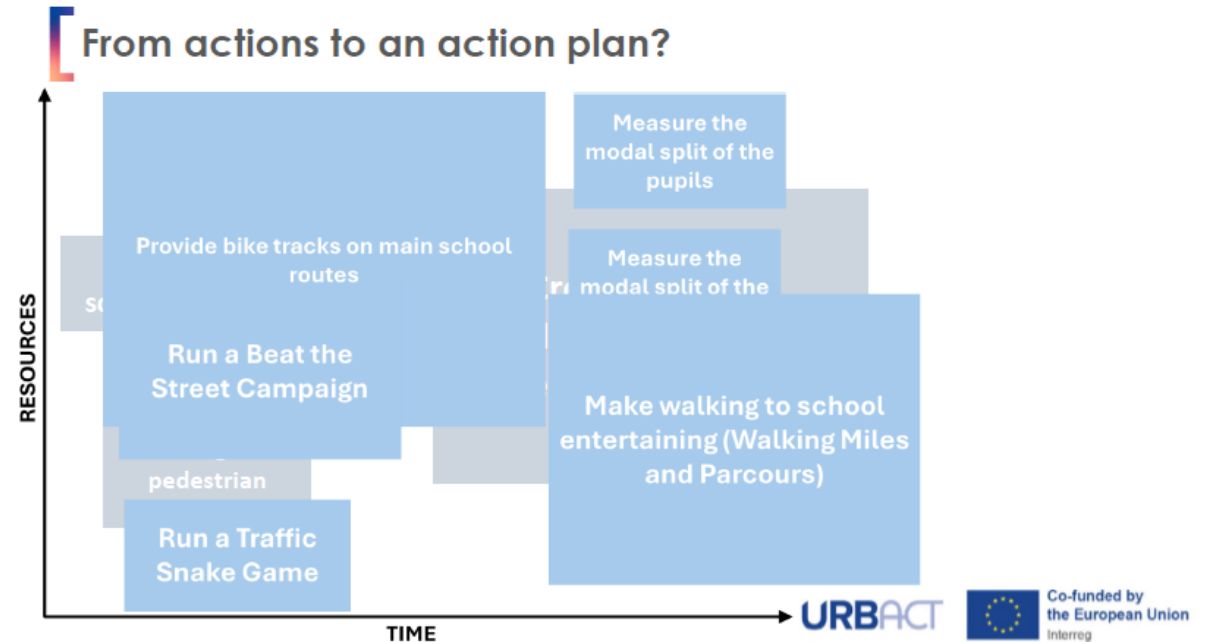 From actions to an action plan?
Measure the
modal split of the
pupils
Provide bike tracks on main school
routes
Measure the
modal split of the
Run a Beat the
Street Campaign
Make walking to school
entertaining (Walking Miles
and Parcours)
pedestrian
Run a Traffic
Snake Game
RESOURCES
TIME
URBACT
Co-funded by
the European Union
Interreg